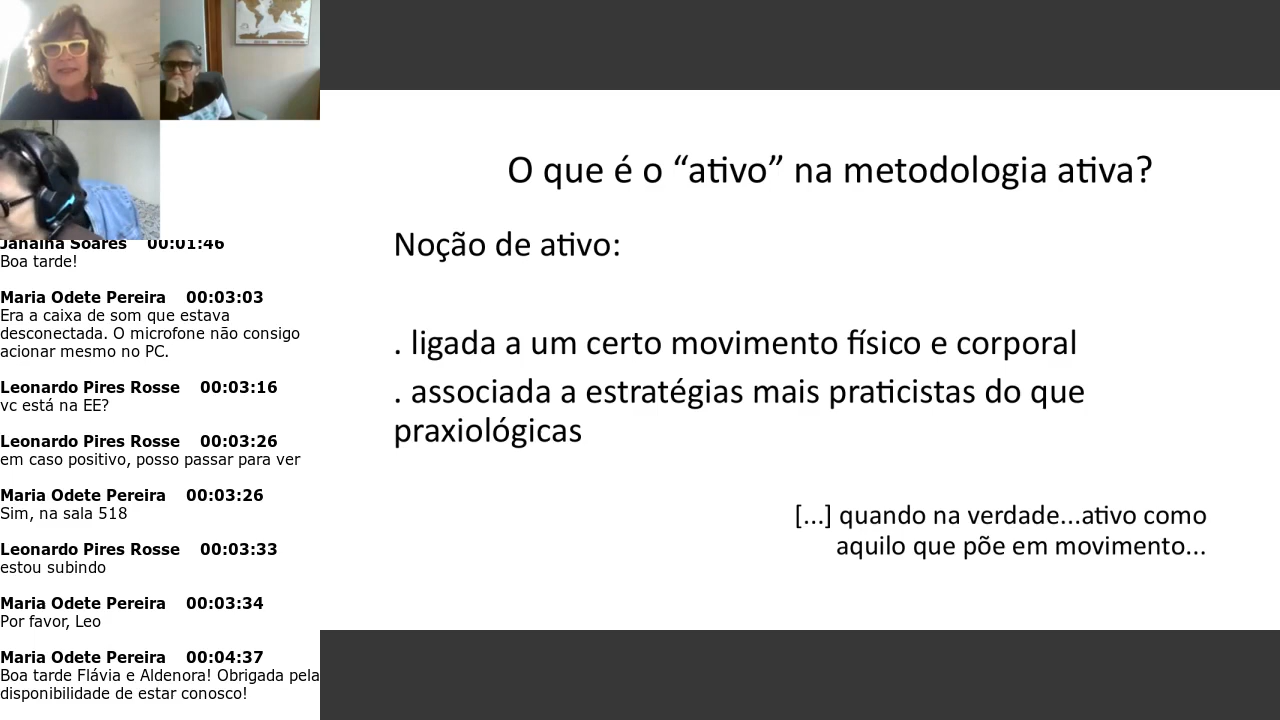 Janaína Soares 00:01:46
Boa tarde!
Maria Odete Pereira 00:03:03
Era a caixa de som que estava
desconectada. O microfone não consigo
acionar mesmo no PC.
Leonardo Pires Rosse 00:03:16
vc está na EE?
Leonardo Pires Rosse 00:03:26
em caso positivo, posso passar para ver
Maria Odete Pereira 00:03:26
Sim, na sala 518
Leonardo Pires Rosse 00:03:33
estou subindo
Maria Odete Pereira 00:03:34
Por favor, Leo
Maria Odete Pereira 00:04:37
Boa tarde Flávia e Aldenora! Obrigada pela
disponibilidade de estar conosco!
O que é o “ativo” na metodologia ativa?
Noção de ativo:
. ligada a um certo movimento físico e corporal
. associada a estratégias mais praticistas do que
praxiológicas
[...] quando na verdade...ativo como
aquilo que põe em movimento...